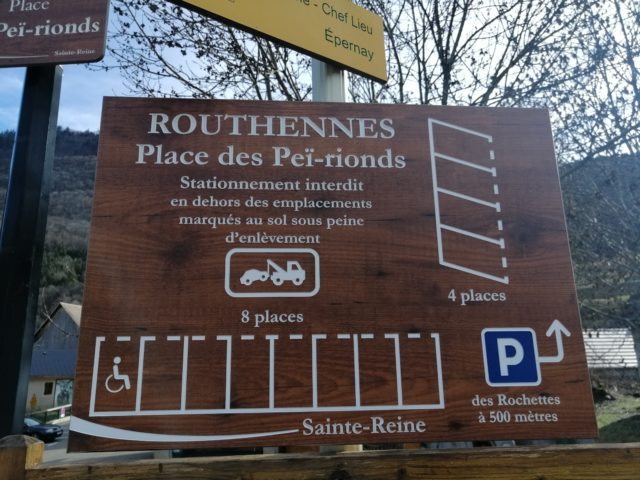 Place
Peï-rionds
Sainte-Reine
- Chef Lieu
Épernay
ROUTHENNES
Place des Peï-rionds
Stationnement interdit
en dehors des emplacements
marqués au sol sous peine
d'enlèvement
4 places
8 places
P
des Rochettes
à 500 mètres
Sainte-Reine